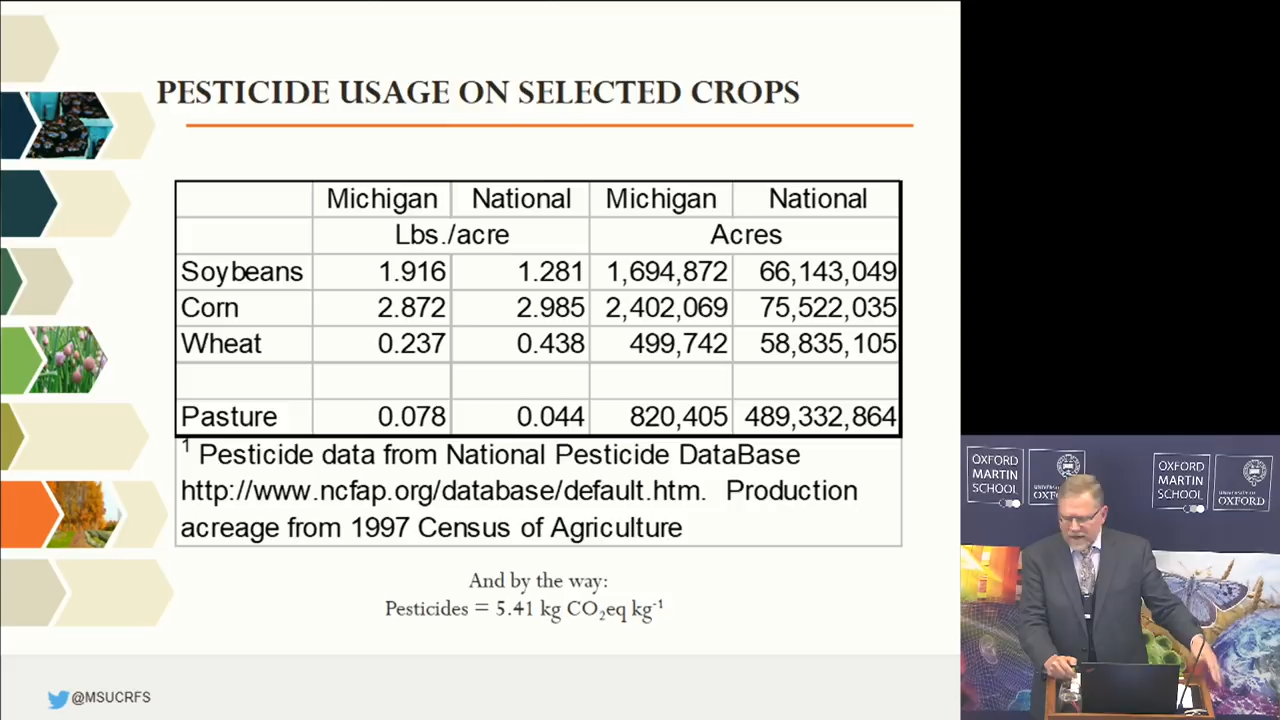 PESTICIDE USAGE ON SELECTED CROPS
Michigan National Michigan National
Lbs./acre Acres
Soybeans 1.916 1.281 1,694,872 66,143,049
Corn 2.872 2.985 2,402,069 75,522,035
Wheat 0.237 0.438 499,742 58,835,105
Pasture 0.078 0.044 820,405 489,332,864
1 Pesticide data from National Pesticide DataBase
http://www.ncfap.org/database/default.htm. Production
acreage from 1997 Census of Agriculture
And by the way:
Pesticides = 5.41 kg CO₂eq kg⁻¹
@MSUCRFS
OXFORD
MARTIN
SCHOOL
OXFORD
MARTIN
SCHOOL
UNIVERSITY OF
OXFORD